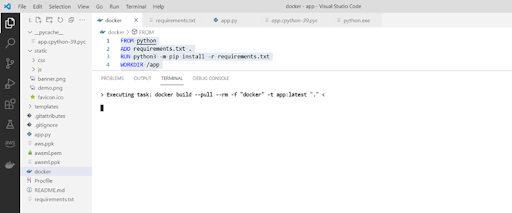 File Edit Selection View Go Run Terminal Help
docker - app - Visual Studio Code
docker
requirements.txt
app.py
app.cpython-39.pyc
python.exe
docker > FROM
__pycache__
app.cpython-39.pyc
static
css
js
banner.png
demo.png
favicon.ico
templates
.gitattributes
.gitignore
app.py
aws.ppk
awsml.pem
awsml.ppk
docker
Procfile
README.md
requirements.txt
1 FROM python
2 ADD requirements.txt .
3 RUN python3 -m pip install -r requirements.txt
4 WORKDIR /app
PROBLEMS OUTPUT TERMINAL DEBUG CONSOLE
> Executing task: docker build --pull --rm -f "docker" -t app:latest "." <